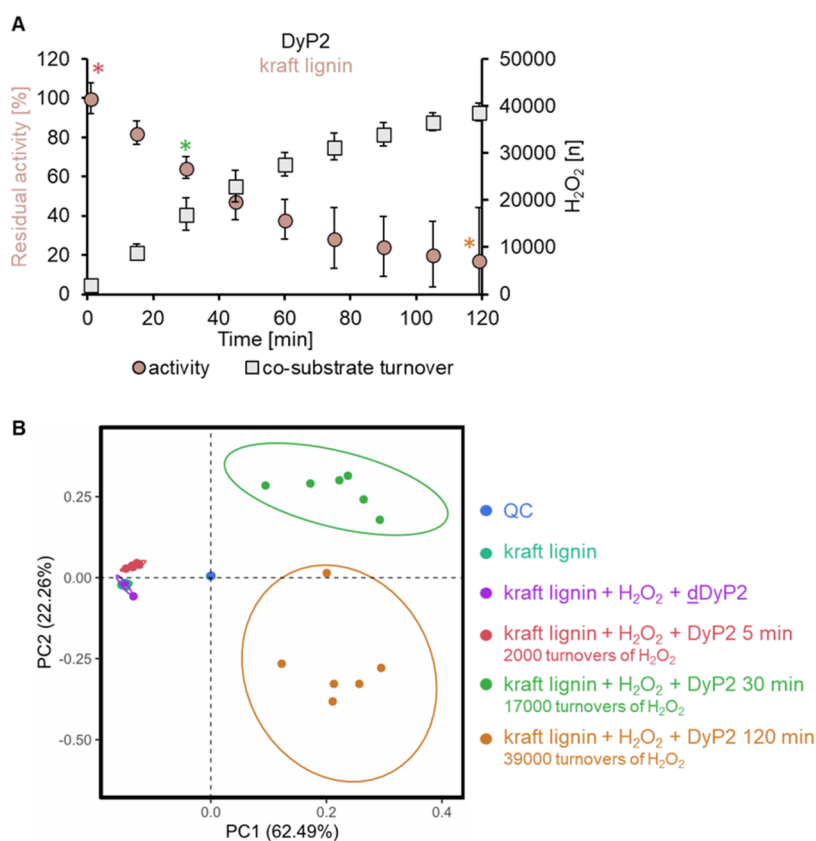 A
DyP2
kraft lignin
120
100
80
60
40
20
0
Residual activity [%]
50000
40000
30000
20000
10000
0
H₂O₂ [n]
0 20 40 60 80 100 120
Time [min]
activity co-substrate turnover
B
0.25
0.00
-0.25
-0.50
PC2 (22.26%)
0.0 0.2 0.4
PC1 (62.49%)
QC
kraft lignin
kraft lignin + H₂O₂ + dDyP2
kraft lignin + H₂O₂ + DyP2 5 min
2000 turnovers of H₂O₂
kraft lignin + H₂O₂ + DyP2 30 min
17000 turnovers of H₂O₂
kraft lignin + H₂O₂ + DyP2 120 min
39000 turnovers of H₂O₂